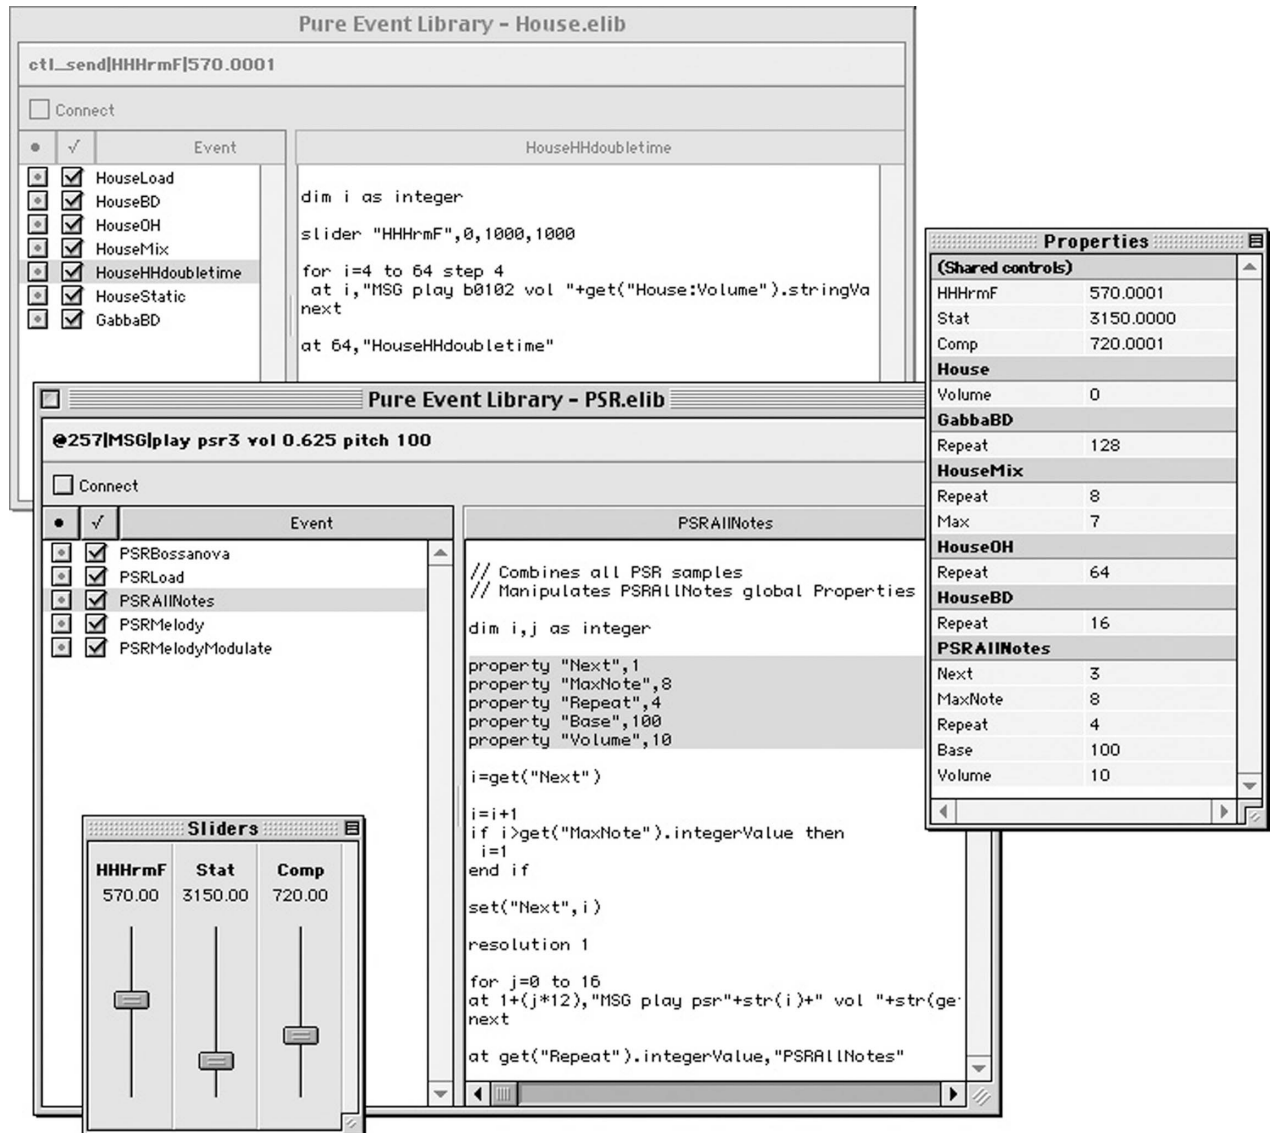 Pure Event Library – House.elib
ctl_send|HHHrmF|570.0001
Connect
● √ Event
HouseHHdoubletime
HouseLoad
HouseBD
HouseOH
HouseMix
HouseHHdoubletime
HouseStatic
GabbaBD
dim i as integer
slider "HHHrmF",0,1000,1000
for i=4 to 64 step 4
at i,"MSG play b0102 vol "+get("House:Volume").stringVa
next
at 64,"HouseHHdoubletime"
Pure Event Library – PSR.elib
@257|MSG|play psr3 vol 0.625 pitch 100
Connect
● √ Event
PSRAllNotes
PSRBossanova
PSRLoad
PSRAllNotes
PSRMelody
PSRMelodyModulate
// Combines all PSR samples
// Manipulates PSRAllNotes global Properties
dim i,j as integer
property "Next",1
property "MaxNote",8
property "Repeat",4
property "Base",100
property "Volume",10
i=get("Next")
i=i+1
if i>get("MaxNote").integerValue then
i=1
end if
set("Next",i)
resolution 1
for j=0 to 16
at 1+(j*12),"MSG play psr"+str(i)+" vol "+str(ge
next
at get("Repeat").integerValue,"PSRAllNotes"
Sliders
HHHrmF Stat Comp
570.00 3150.00 720.00
Properties
(Shared controls)
HHHrmF 570.0001
Stat 3150.0000
Comp 720.0001
House
Volume 0
GabbaBD
Repeat 128
HouseMix
Repeat 8
Max 7
HouseOH
Repeat 64
HouseBD
Repeat 16
PSRAllNotes
Next 3
MaxNote 8
Repeat 4
Base 100
Volume 10